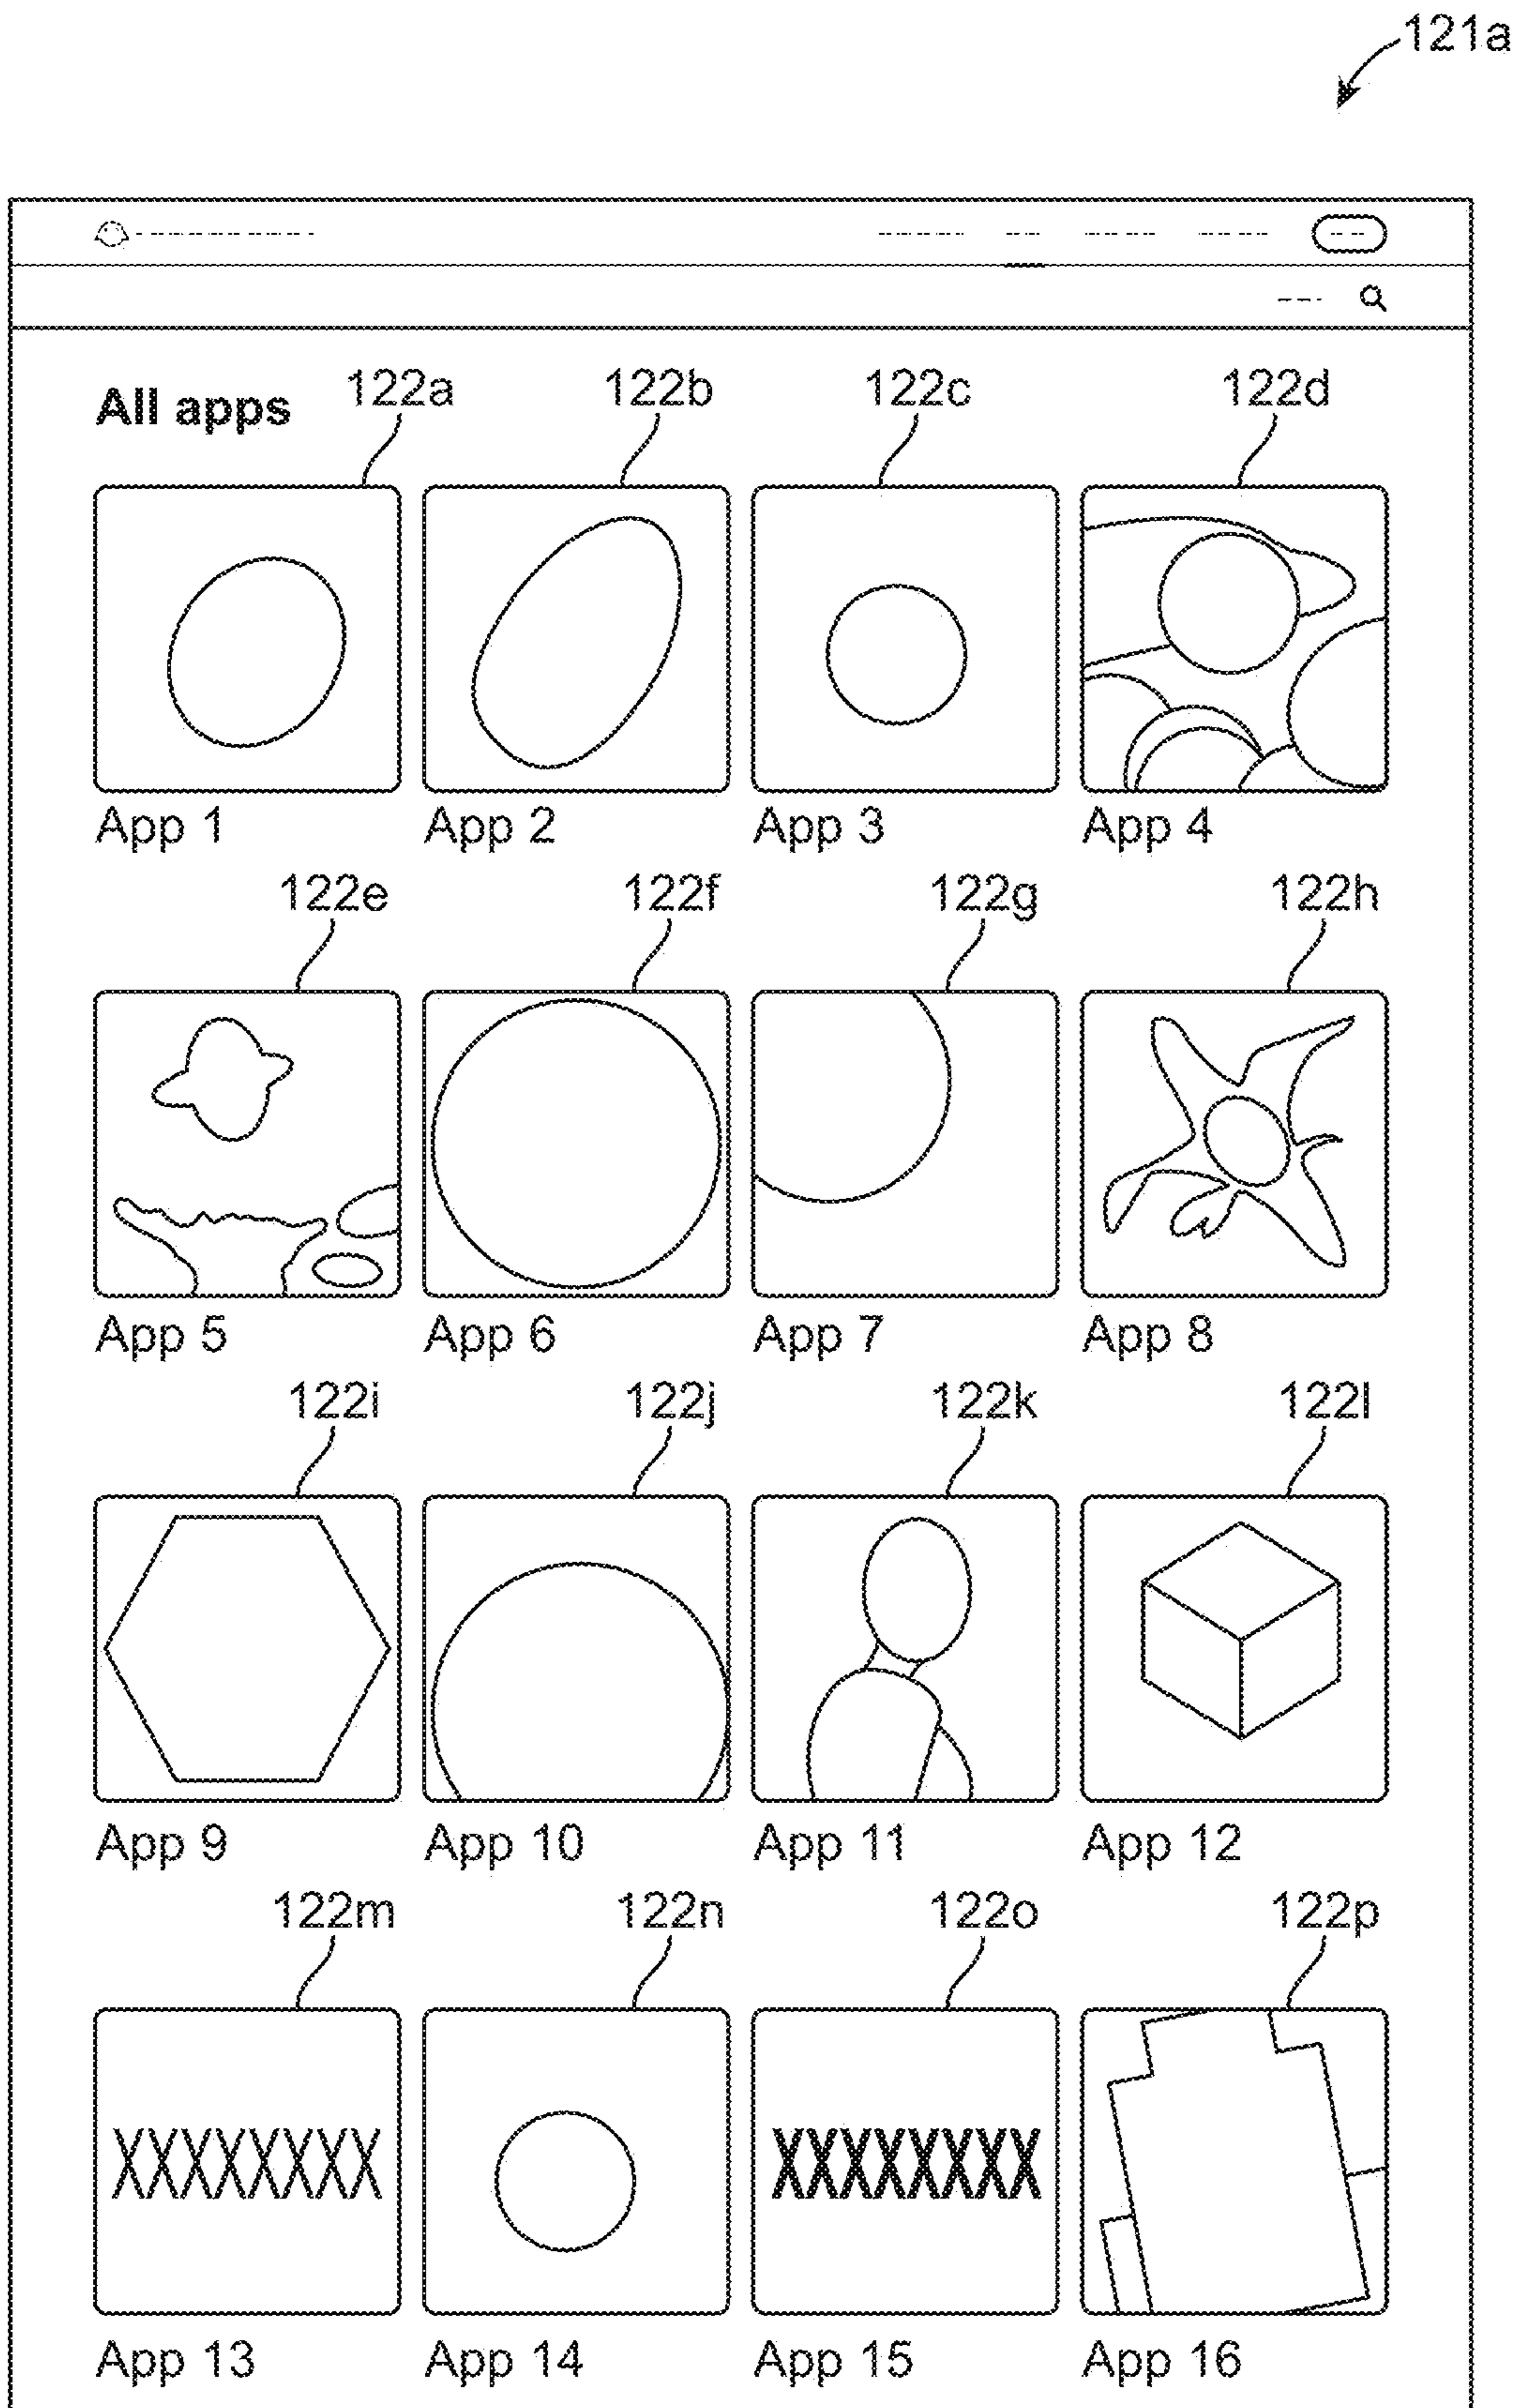 121a
All apps
122a 122b 122c 122d
App 1 App 2 App 3 App 4
122e 122f 122g 122h
App 5 App 6 App 7 App 8
122i 122j 122k 122l
App 9 App 10 App 11 App 12
122m 122n 122o 122p
XXXXXXXX XXXXXXXX
App 13 App 14 App 15 App 16